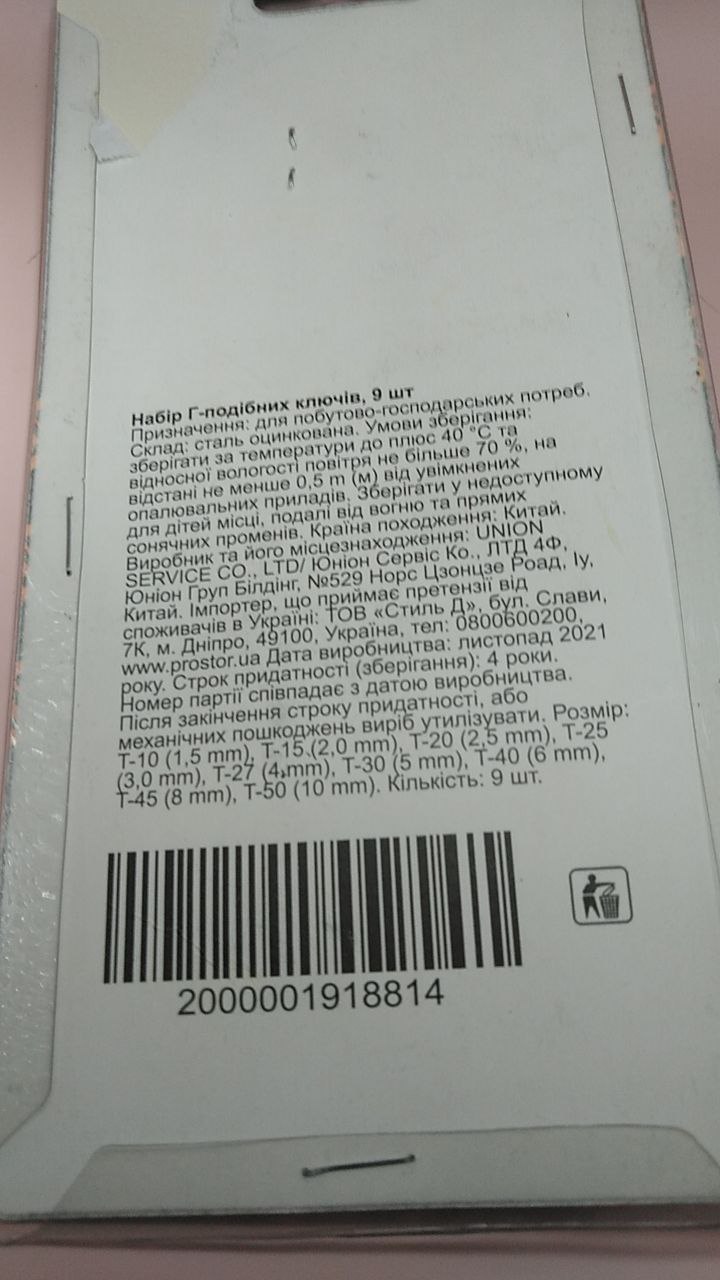 Набір Г-подібних ключів, 9 шт
Призначення: для побутово-господарських потреб.
Склад: сталь оцинкована. Умови зберігання:
зберігати за температури до плюс 40 °C та
відносної вологості повітря не більше 70 %, на
відстані не менше 0,5 m (м) від увімкнених
опалювальних приладів. Зберігати у недоступному
для дітей місці, подалі від вогню та прямих
сонячних променів. Країна походження: Китай.
Виробник та його місцезнаходження: UNION
SERVICE CO., LTD/ Юніон Сервіс Ко., ЛТД 4Ф,
Юніон Груп Білдінг, №529 Норс Цзонцзе Роад, Іу,
Китай. Імпортер, що приймає претензії від
споживачів в Україні: ТОВ «Стиль Д», бул. Слави,
7К, м. Дніпро, 49100, Україна, тел: 0800600200,
www.prostor.ua Дата виробництва: листопад 2021
року. Строк придатності (зберігання): 4 роки.
Номер партії співпадає з датою виробництва.
Після закінчення строку придатності, або
механічних пошкоджень виріб утилізувати. Розмір:
T-10 (1,5 mm), T-15 (2,0 mm), T-20 (2,5 mm), T-25
(3,0 mm), T-27 (4 mm), T-30 (5 mm), T-40 (6 mm),
T-45 (8 mm), T-50 (10 mm). Кількість: 9 шт.
2000001918814